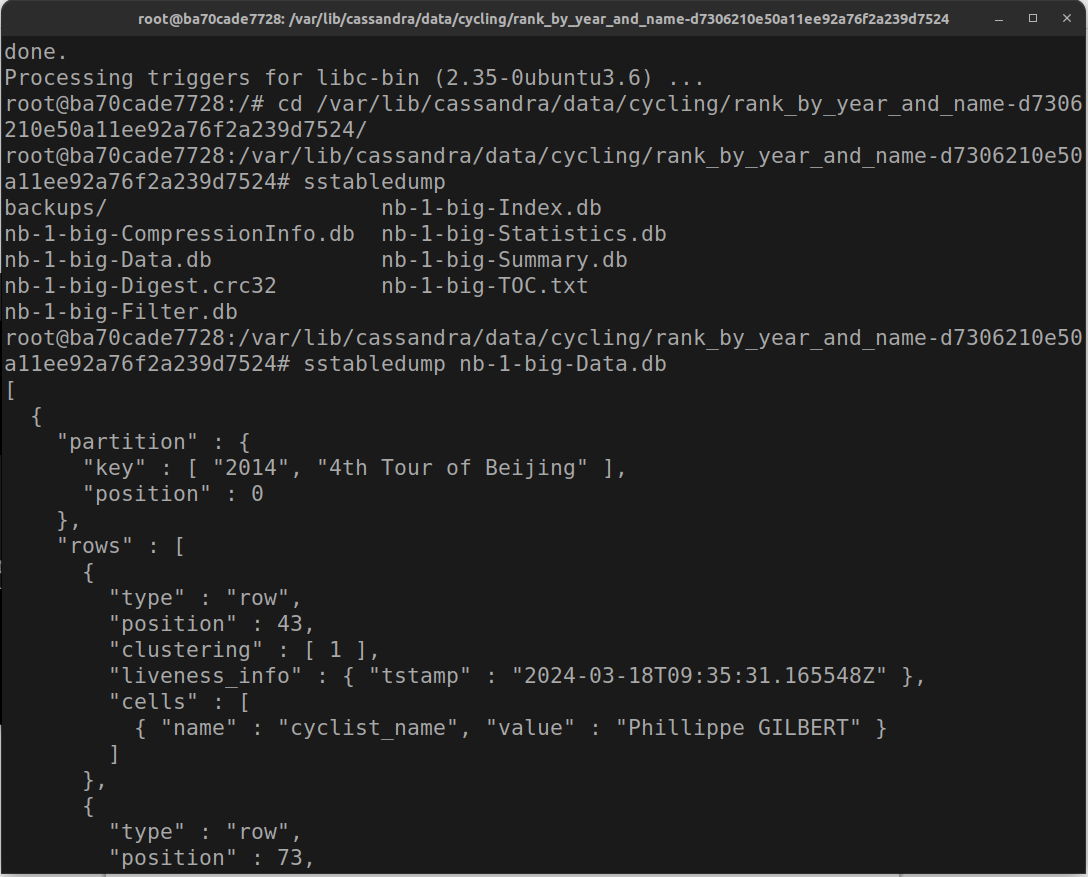 root@ba70cade7728: /var/lib/cassandra/data/cycling/rank_by_year_and_name-d7306210e50a11ee92a76f2a239d7524
done.
Processing triggers for libc-bin (2.35-0ubuntu3.6) ...
root@ba70cade7728:/# cd /var/lib/cassandra/data/cycling/rank_by_year_and_name-d7306
210e50a11ee92a76f2a239d7524/
root@ba70cade7728:/var/lib/cassandra/data/cycling/rank_by_year_and_name-d7306210e50
a11ee92a76f2a239d7524# sstabledump
backups/                     nb-1-big-Index.db
nb-1-big-CompressionInfo.db  nb-1-big-Statistics.db
nb-1-big-Data.db             nb-1-big-Summary.db
nb-1-big-Digest.crc32        nb-1-big-TOC.txt
nb-1-big-Filter.db
root@ba70cade7728:/var/lib/cassandra/data/cycling/rank_by_year_and_name-d7306210e50
a11ee92a76f2a239d7524# sstabledump nb-1-big-Data.db
[
  {
    "partition" : {
      "key" : [ "2014", "4th Tour of Beijing" ],
      "position" : 0
    },
    "rows" : [
      {
        "type" : "row",
        "position" : 43,
        "clustering" : [ 1 ],
        "liveness_info" : { "tstamp" : "2024-03-18T09:35:31.165548Z" },
        "cells" : [
          { "name" : "cyclist_name", "value" : "Phillippe GILBERT" }
        ]
      },
      {
        "type" : "row",
        "position" : 73,